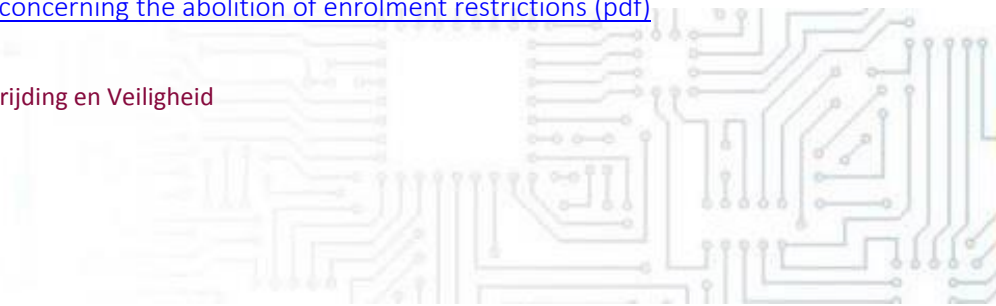 concerning the abolition of enrolment restrictions (pdf)
rijding en Veiligheid